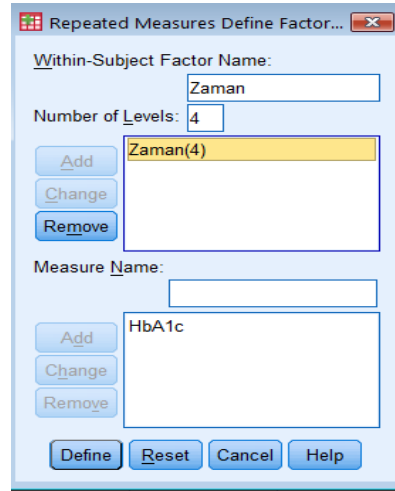 Repeated Measures Define Factor...
Within-Subject Factor Name:
Zaman
Number of Levels: 4
Add
Change
Remove
Zaman(4)
Measure Name:
Add
Change
Remove
HbA1c
Define Reset Cancel Help